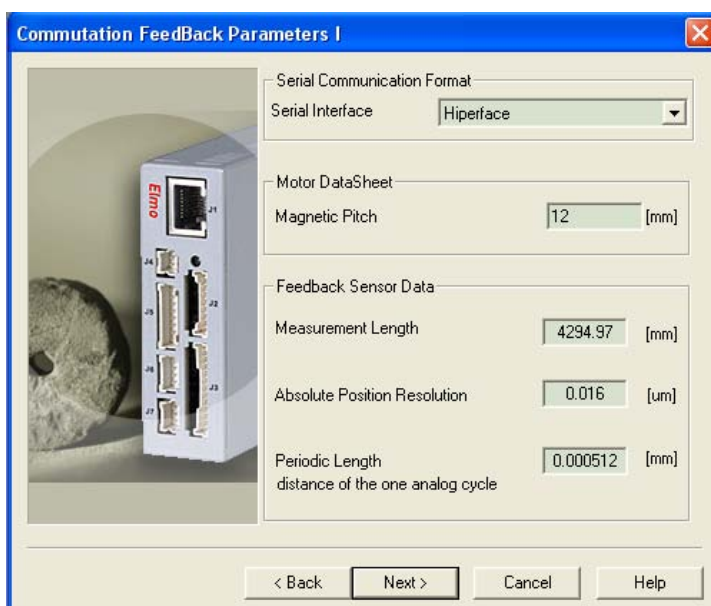 Commutation FeedBack Parameters I
Serial Communication Format
Serial Interface Hiperface
Motor DataSheet
Magnetic Pitch 12 [mm]
Feedback Sensor Data
Measurement Length 4294.97 [mm]
Absolute Position Resolution 0.016 [um]
Periodic Length 0.000512 [mm]
distance of the one analog cycle
Elmo
J1
J4
J2
J5
J6
J3
J7
< Back Next > Cancel Help